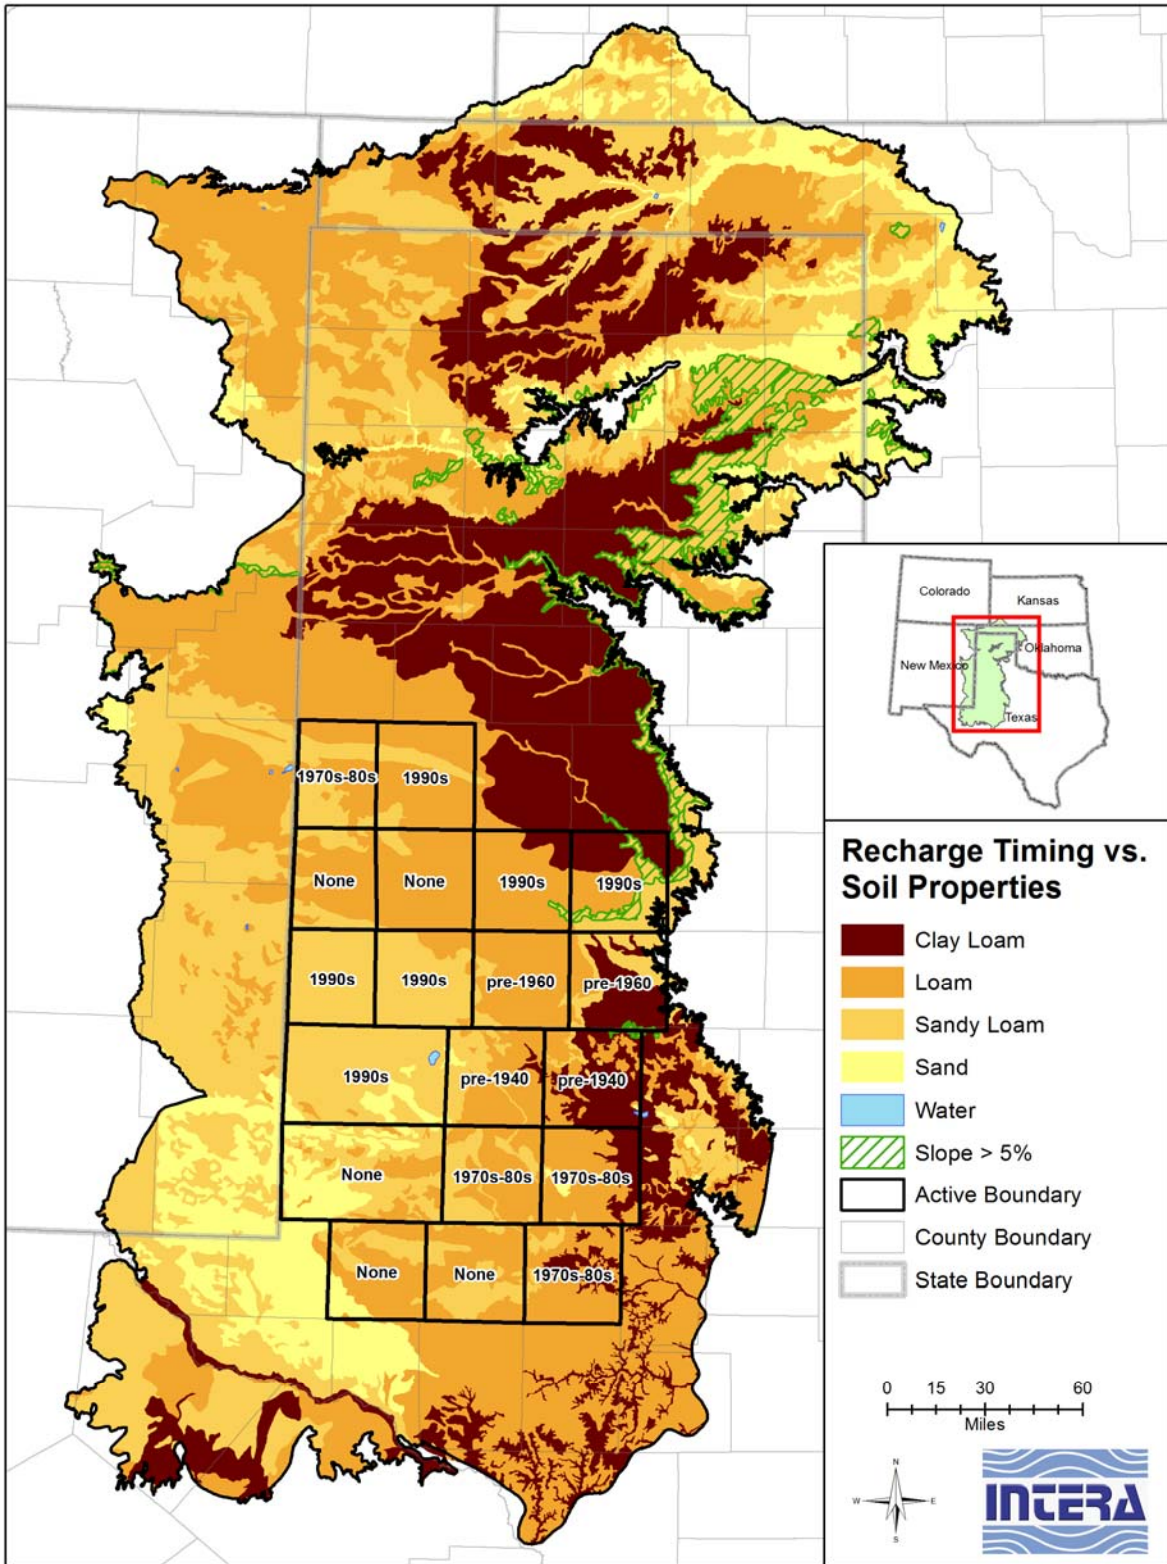 1970s-80s 1990s
None None 1990s 1990s
1990s 1990s pre-1960 pre-1960
1990s pre-1940 pre-1940
None 1970s-80s 1970s-80s
None None 1970s-80s
Colorado Kansas
New Mexico Oklahoma
Texas
Recharge Timing vs.
Soil Properties
Clay Loam
Loam
Sandy Loam
Sand
Water
Slope > 5%
Active Boundary
County Boundary
State Boundary
0 15 30 60
Miles
N
W E
S
INTERA